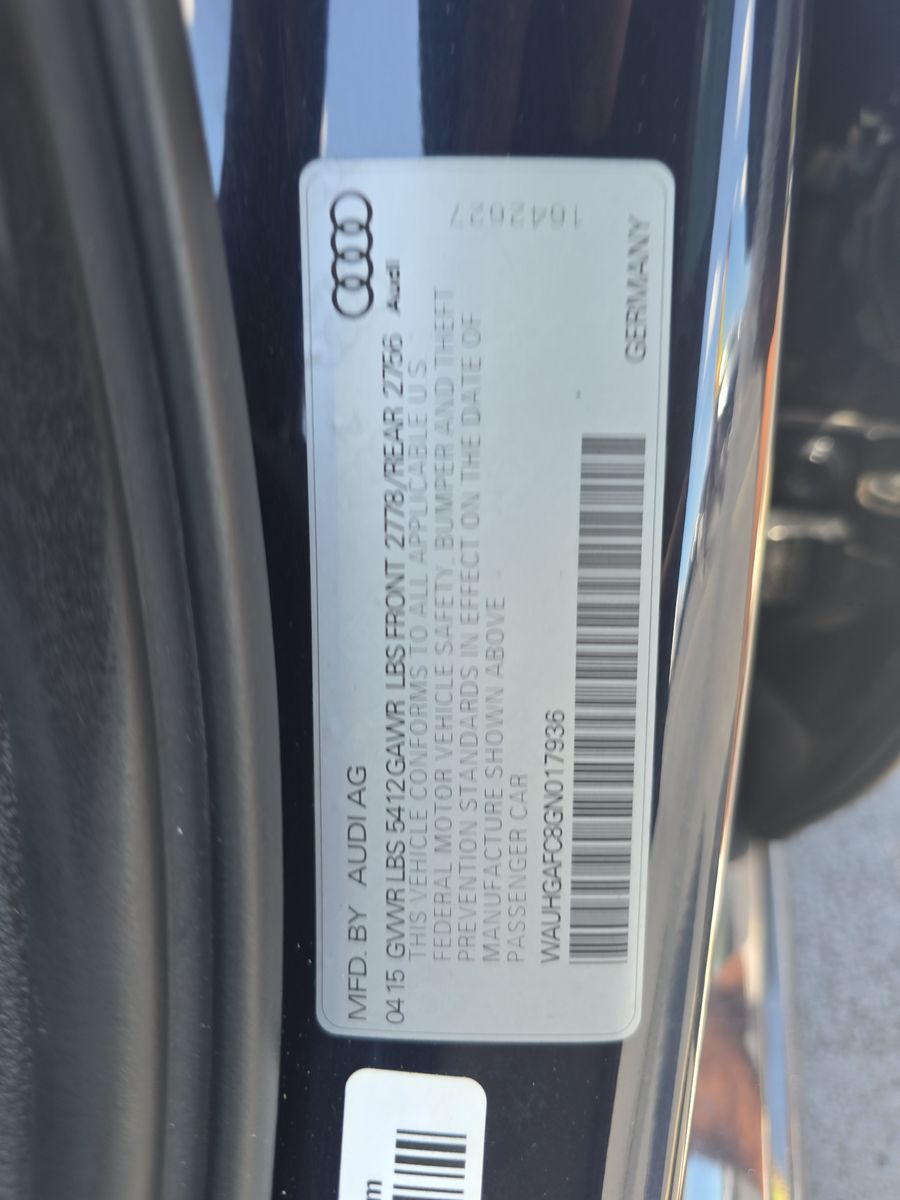 MFD. BY AUDI AG
Audi
04 15 GVWR LBS 5412 GAWR LBS FRONT 2778/REAR 2756
THIS VEHICLE CONFORMS TO ALL APPLICABLE U S
FEDERAL MOTOR VEHICLE SAFETY, BUMPER AND THEFT
PREVENTION STANDARDS IN EFFECT ON THE DATE OF
MANUFACTURE SHOWN ABOVE
PASSENGER CAR
1042027
WAUHGAFC8GN017936
GERMANY
m